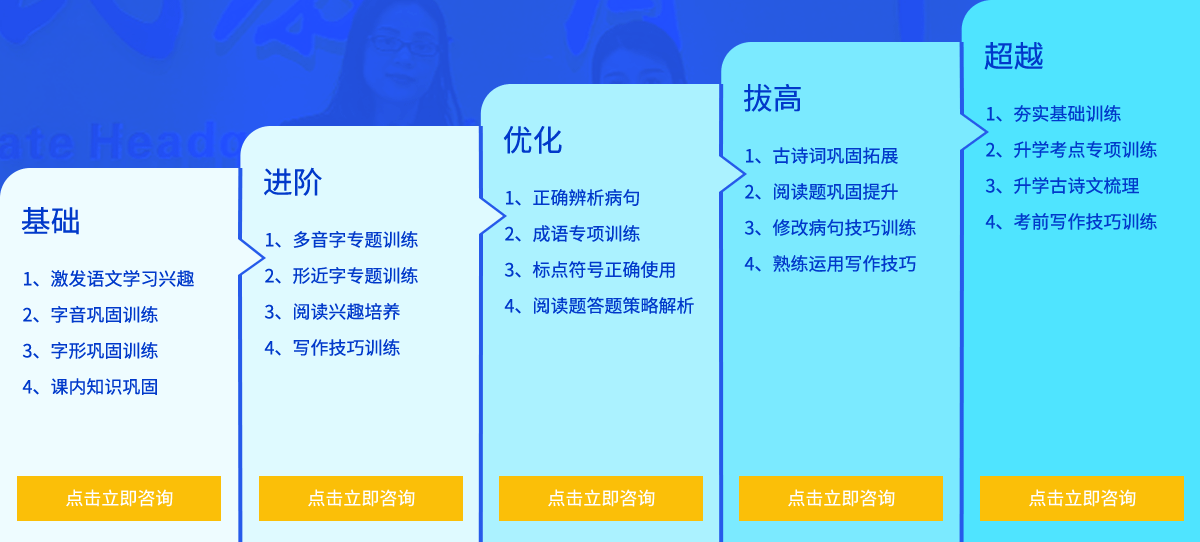 基础
1、激发语文学习兴趣
2、字音巩固训练
3、字形巩固训练
4、课内知识巩固
点击立即咨询
进阶
1、多音字专题训练
2、形近字专题训练
3、阅读兴趣培养
4、写作技巧训练
点击立即咨询
优化
1、正确辨析病句
2、成语专项训练
3、标点符号正确使用
4、阅读题答题策略解析
点击立即咨询
拔高
1、古诗词巩固拓展
2、阅读题巩固提升
3、修改病句技巧训练
4、熟练运用写作技巧
点击立即咨询
超越
1、夯实基础训练
2、升学考点专项训练
3、升学古诗文梳理
4、考前写作技巧训练
点击立即咨询